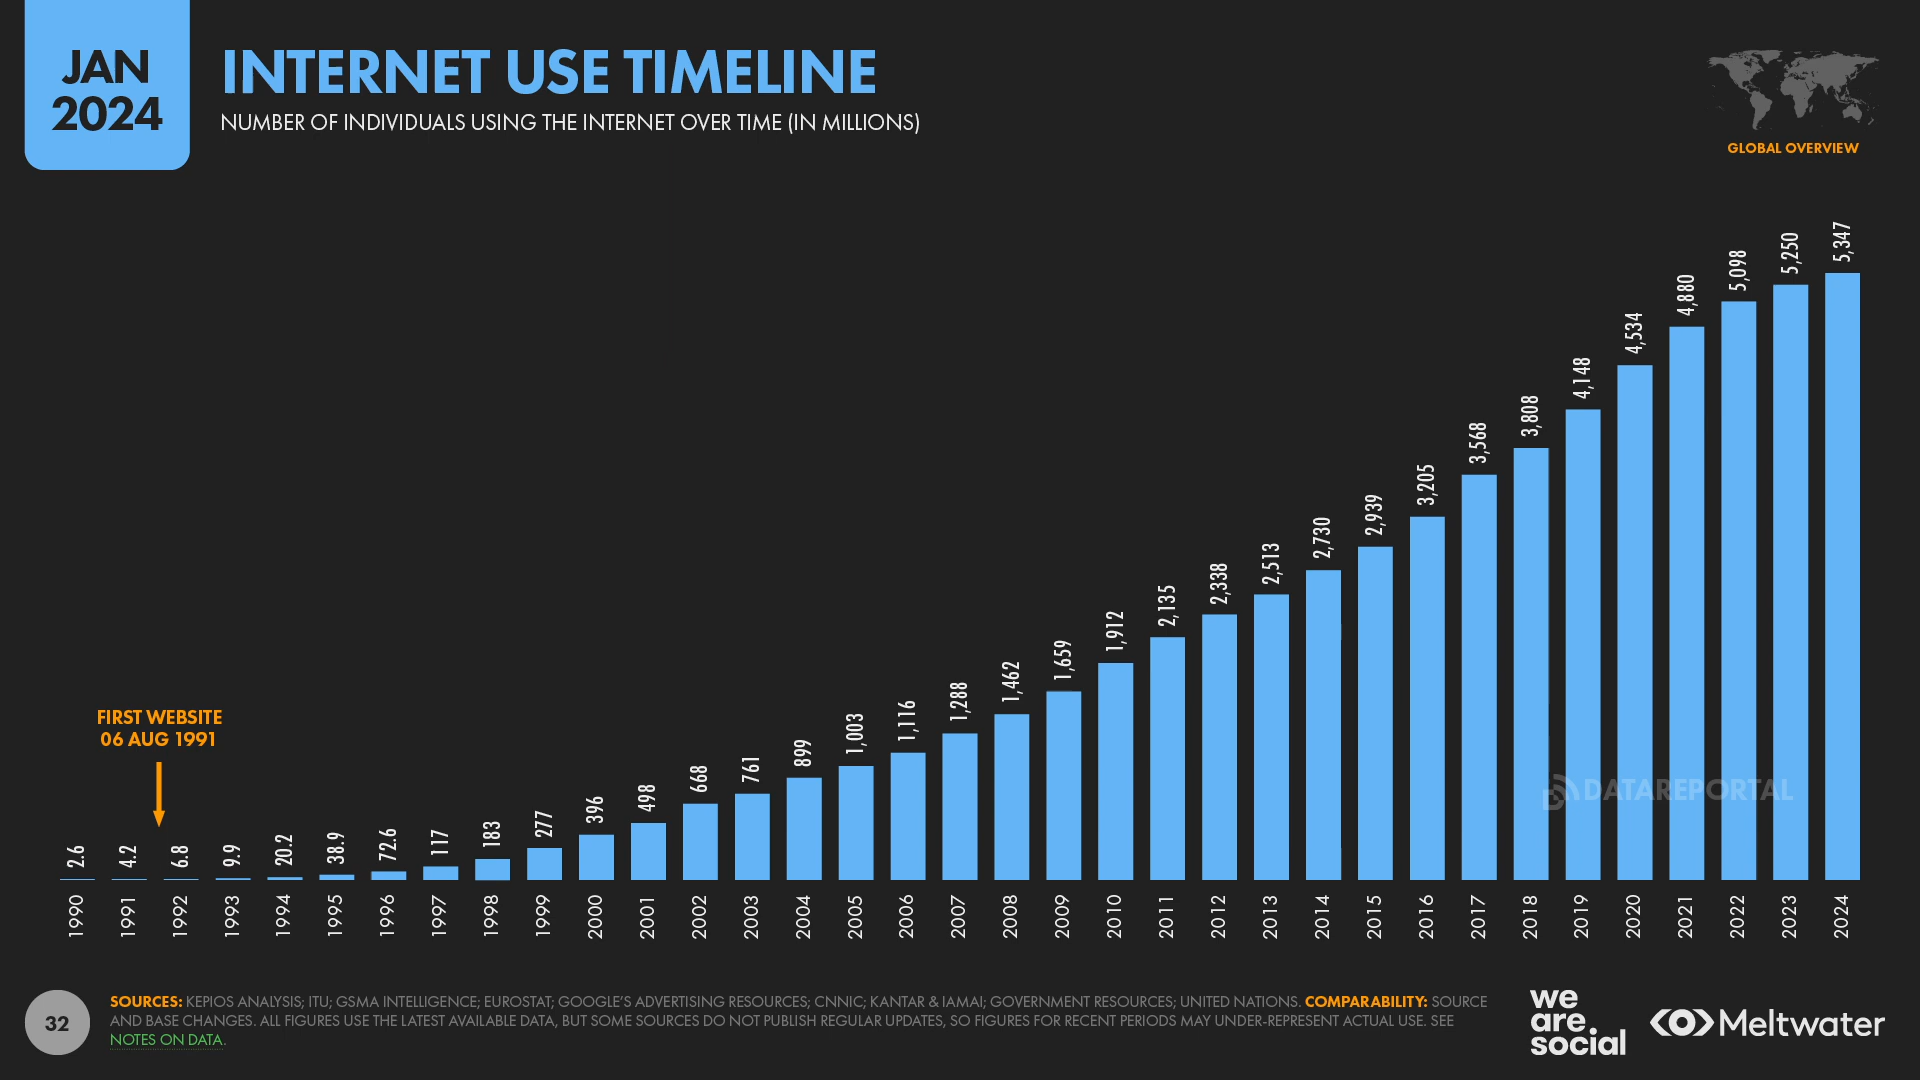 JAN
2024
INTERNET USE TIMELINE
NUMBER OF INDIVIDUALS USING THE INTERNET OVER TIME (IN MILLIONS)
GLOBAL OVERVIEW
FIRST WEBSITE
06 AUG 1991
2.6 4.2 6.8 9.9 20.2 38.9 72.6 117 183 277 396 498 668 761 899 1,003 1,116 1,288 1,462 1,659 1,912 2,135 2,338 2,513 2,730 2,939 3,205 3,568 3,808 4,148 4,534 4,880 5,098 5,250 5,347
DATAREPORTAL
1990 1991 1992 1993 1994 1995 1996 1997 1998 1999 2000 2001 2002 2003 2004 2005 2006 2007 2008 2009 2010 2011 2012 2013 2014 2015 2016 2017 2018 2019 2020 2021 2022 2023 2024
32
SOURCES: KEPIOS ANALYSIS; ITU; GSMA INTELLIGENCE; EUROSTAT; GOOGLE'S ADVERTISING RESOURCES; CNNIC; KANTAR & IAMAI; GOVERNMENT RESOURCES; UNITED NATIONS. COMPARABILITY: SOURCE
AND BASE CHANGES. ALL FIGURES USE THE LATEST AVAILABLE DATA, BUT SOME SOURCES DO NOT PUBLISH REGULAR UPDATES, SO FIGURES FOR RECENT PERIODS MAY UNDER-REPRESENT ACTUAL USE. SEE
NOTES ON DATA.
we
are
social
Meltwater